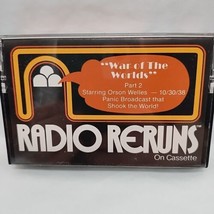 "War of The
Worlds"
Part 2
Starring Orson Welles — 10/30/38
Panic Broadcast that
Shook the World!
RADIO RERUNS™
On Cassette